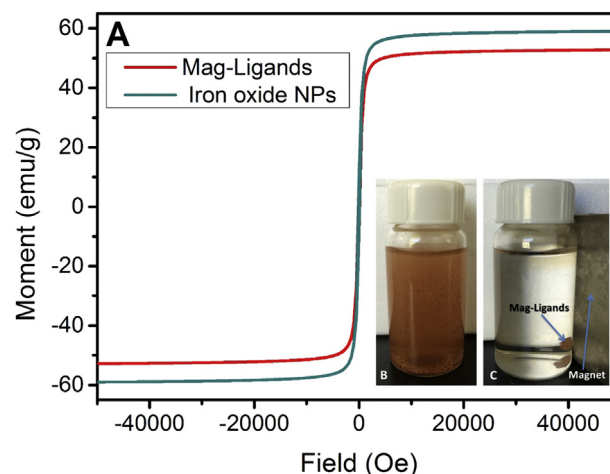 A
Mag-Ligands
Iron oxide NPs
Moment (emu/g)
60
40
20
0
-20
-40
-60
-40000
-20000
0
20000
40000
Field (Oe)
B
C
Mag-Ligands
Magnet